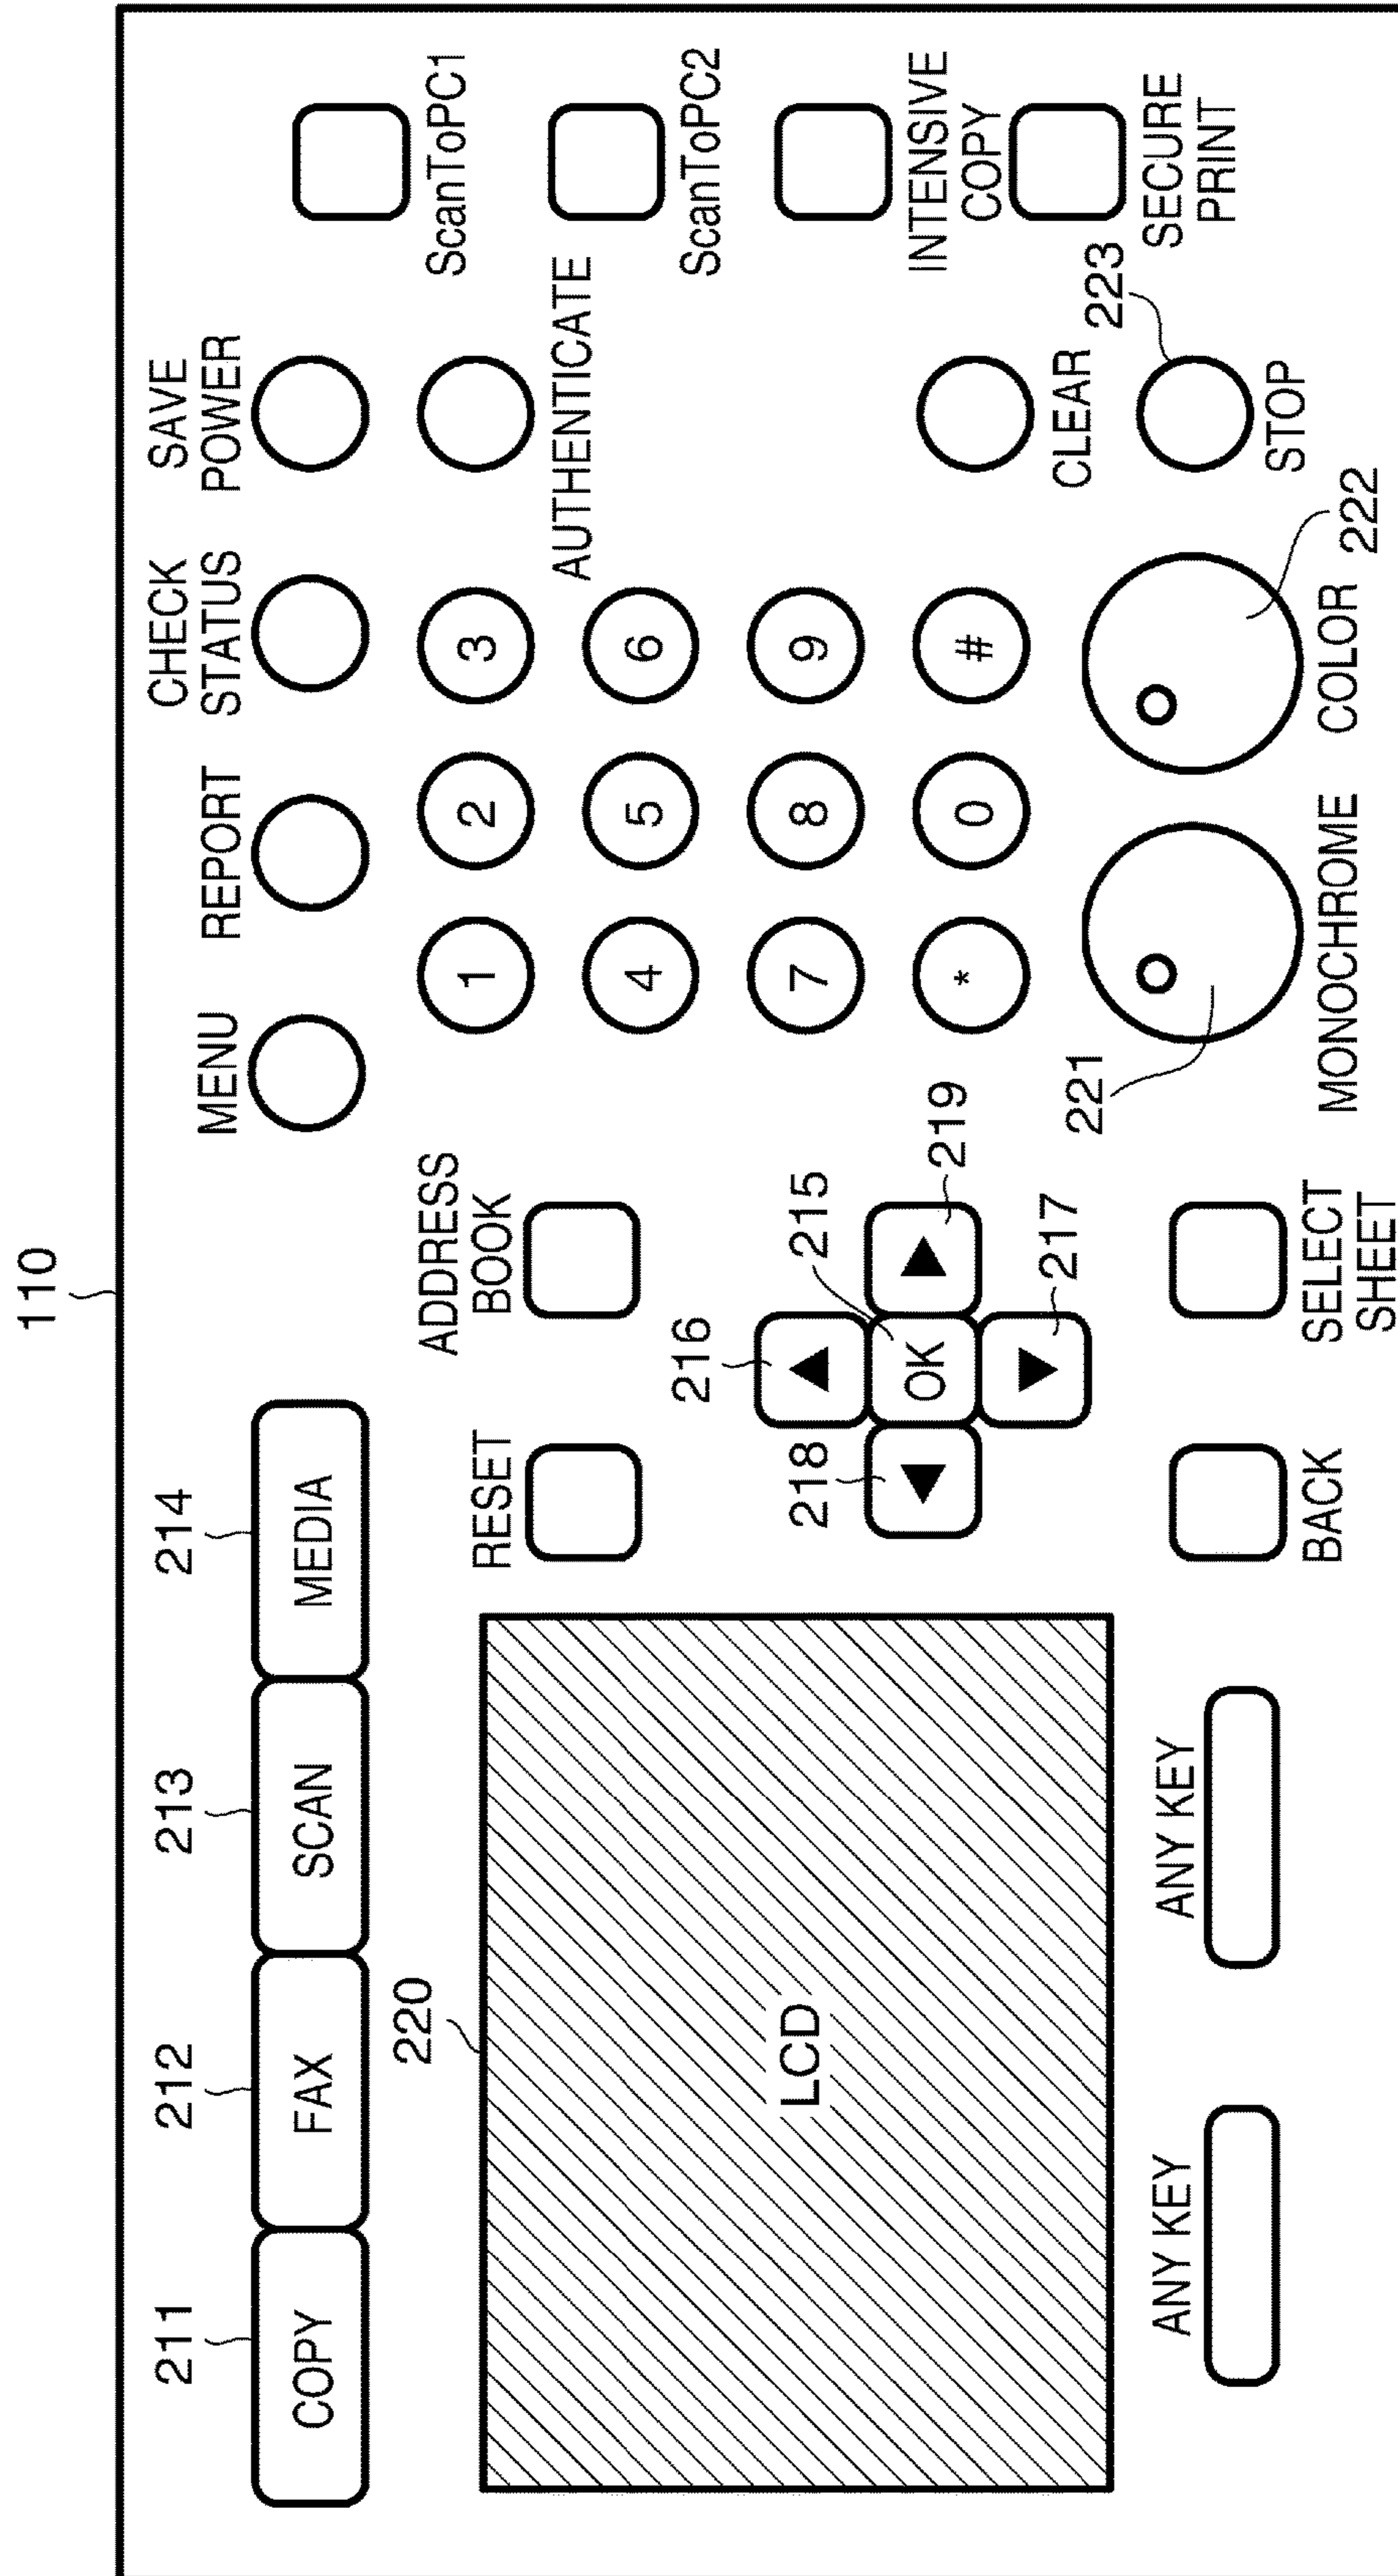 110
211
212
213
214
COPY
FAX
SCAN
MEDIA
220
LCD
ANY KEY
ANY KEY
RESET
ADDRESS
BOOK
216
218
215
219
OK
217
BACK
SELECT
SHEET
MENU
REPORT
CHECK
STATUS
SAVE
POWER
1
2
3
AUTHENTICATE
4
5
6
7
8
9
*
0
#
CLEAR
221
MONOCHROME
COLOR
222
223
STOP
ScanToPC1
ScanToPC2
INTENSIVE
COPY
SECURE
PRINT